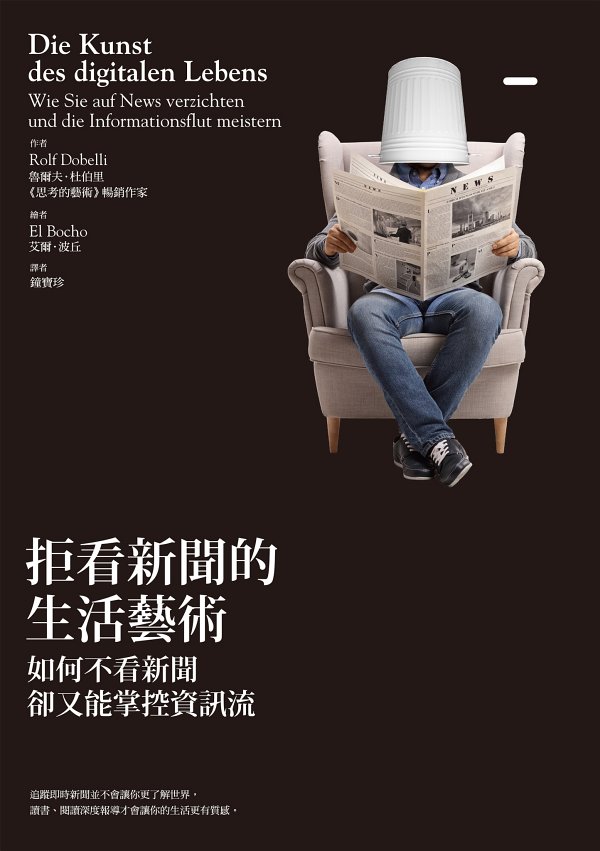 Die Kunst
des digitalen Lebens
Wie Sie auf News verzichten
und die Informationsflut meistern
作者
Rolf Dobelli
魯爾夫·杜伯里
《思考的藝術》暢銷作家
繪者
El Bocho
艾爾·波丘
譯者
鐘寶珍
NEWS
NEWS
拒看新聞的
生活藝術
如何不看新聞
卻又能掌控資訊流
追蹤即時新聞並不會讓你更了解世界，
讀書、閱讀深度報導才會讓你的生活更有質感。